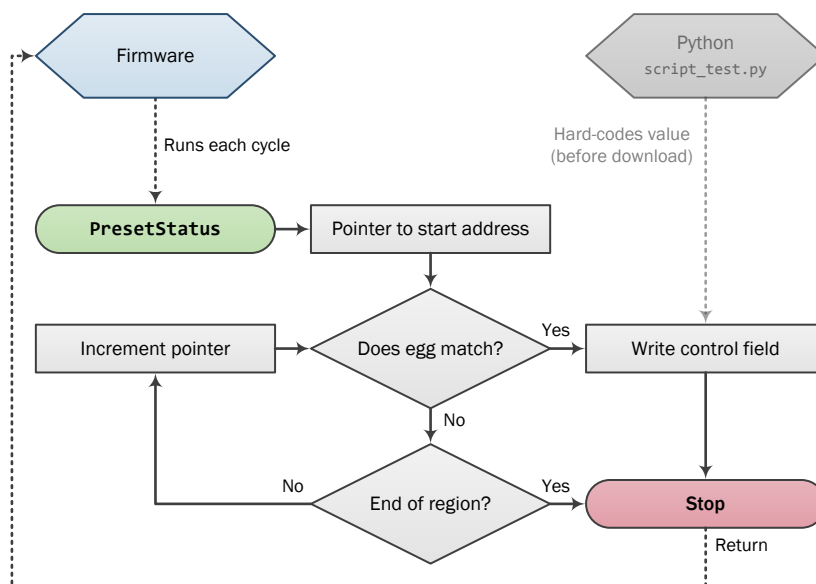 Firmware
Python
script_test.py
Runs each cycle
Hard-codes value
(before download)
PresetStatus
Pointer to start address
Increment pointer
Does egg match?
Yes
Write control field
No
No
End of region?
Yes
Stop
Return